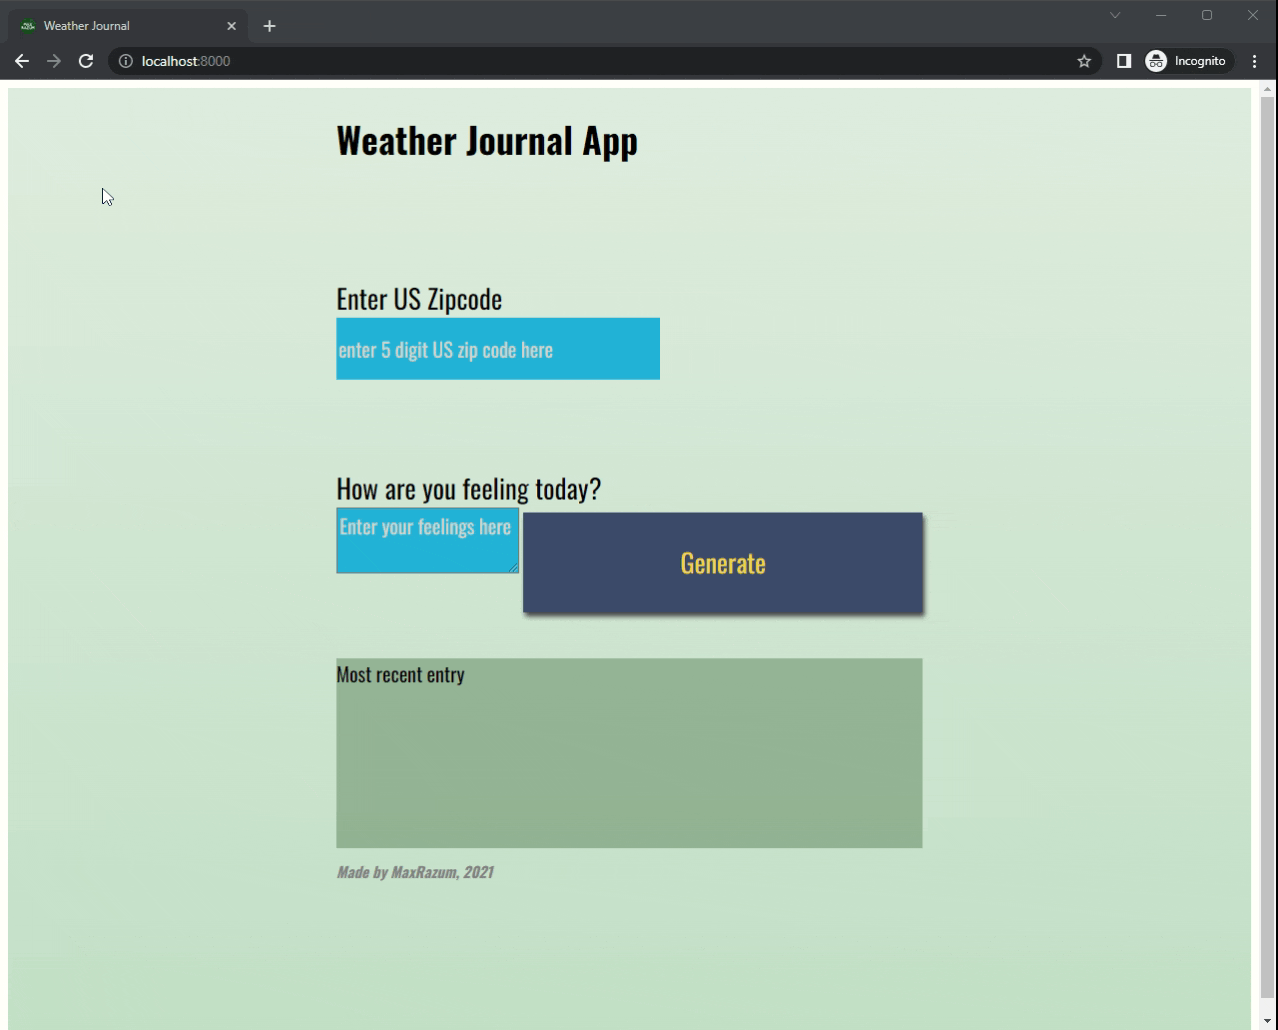 Weather Journal
localhost:8000
Incognito
Weather Journal App
Enter US Zipcode
enter 5 digit US zip code here
How are you feeling today?
Enter your feelings here
Generate
Most recent entry
Made by MaxRazum, 2021